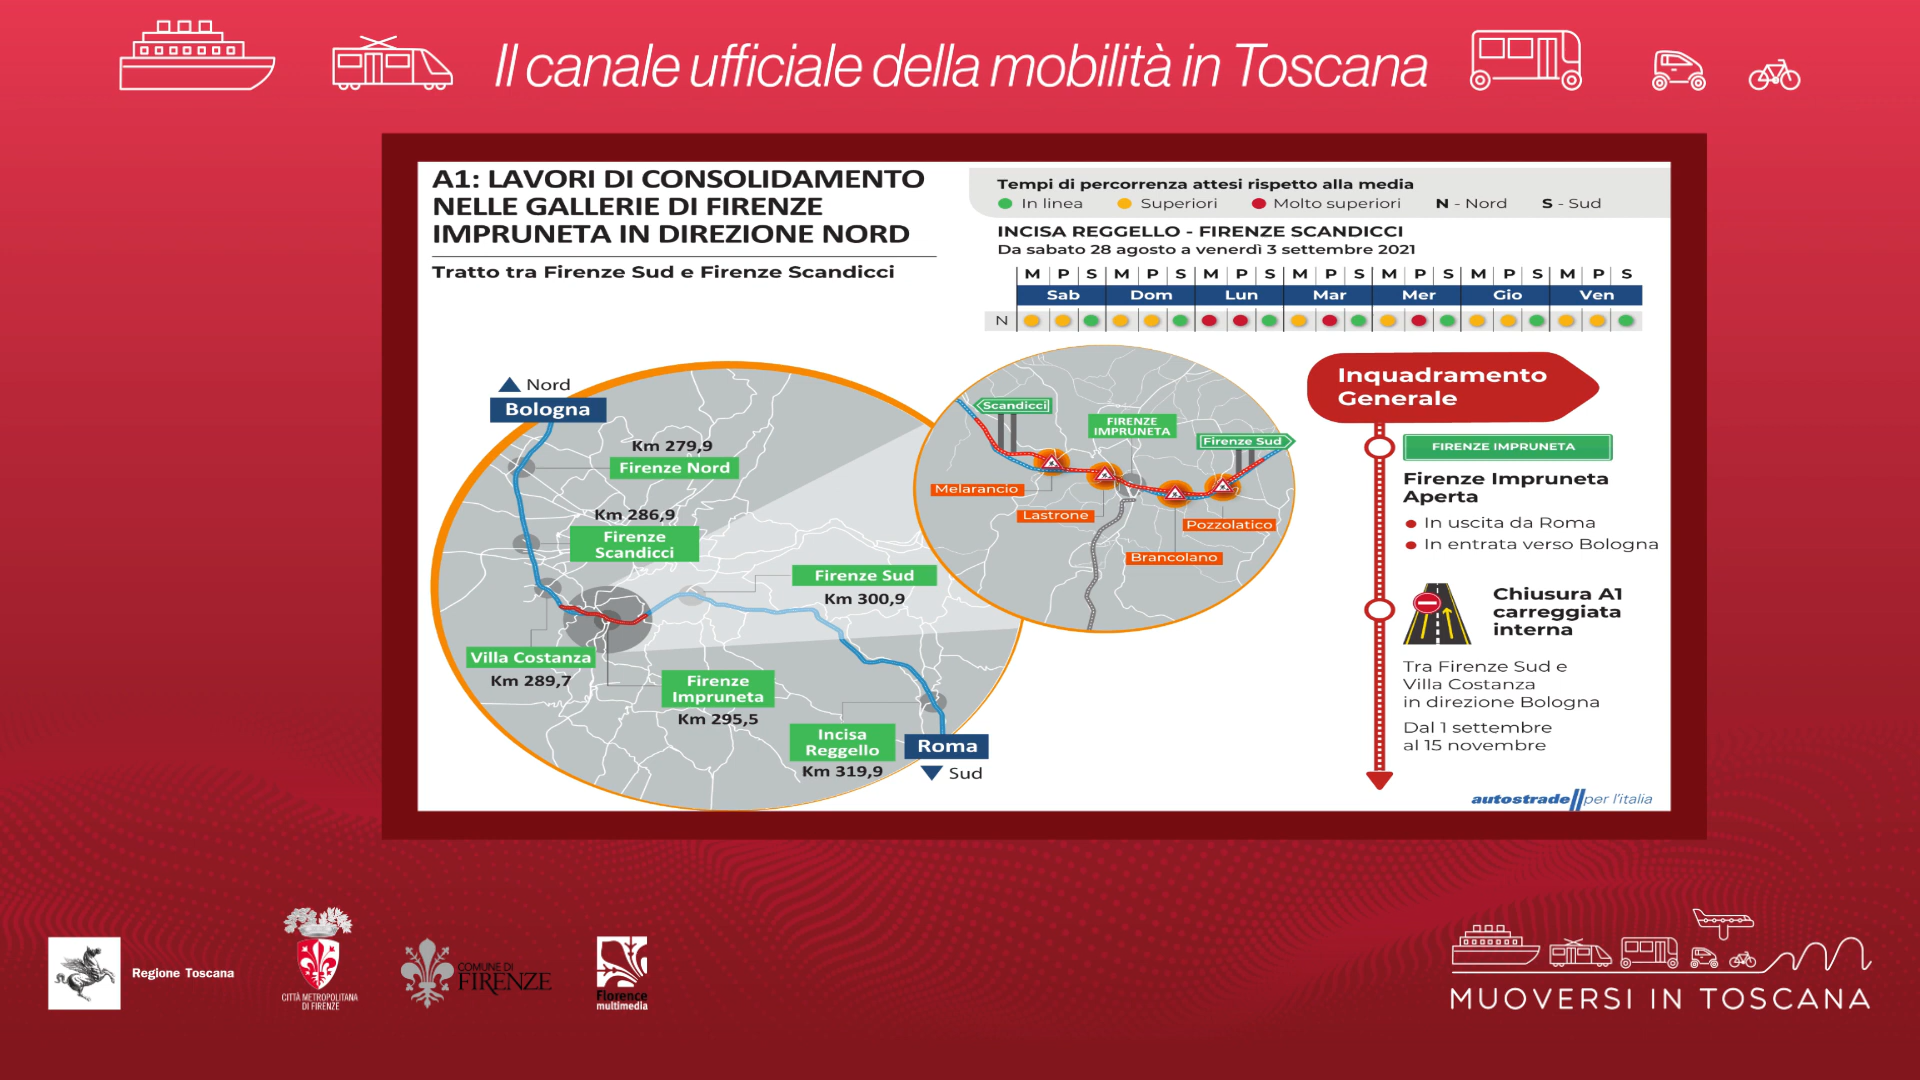 Il canale ufficiale della mobilità in Toscana
A1: LAVORI DI CONSOLIDAMENTO
NELLE GALLERIE DI FIRENZE
IMPRUNETA IN DIREZIONE NORD
Tratto tra Firenze Sud e Firenze Scandicci
Tempi di percorrenza attesi rispetto alla media
In linea Superiori Molto superiori N - Nord S - Sud
INCISA REGGELLO - FIRENZE SCANDICCI
Da sabato 28 agosto a venerdì 3 settembre 2021
M P S M P S M P S M P S M P S M P S M P S
Sab Dom Lun Mar Mer Gio Ven
N
Nord
Bologna
Km 279,9
Firenze Nord
Km 286,9
Firenze
Scandicci
Firenze Sud
Km 300,9
Villa Costanza
Km 289,7
Firenze
Impruneta
Km 295,5
Incisa
Reggello
Km 319,9
Roma
Sud
Scandicci
FIRENZE
IMPRUNETA
Firenze Sud
Melarancio
Lastrone
Pozzolatico
Brancolano
Inquadramento
Generale
FIRENZE IMPRUNETA
Firenze Impruneta
Aperta
In uscita da Roma
In entrata verso Bologna
Chiusura A1
carreggiata
interna
Tra Firenze Sud e
Villa Costanza
in direzione Bologna
Dal 1 settembre
al 15 novembre
autostrade per l'italia
Regione Toscana
CITTÀ METROPOLITANA
DI FIRENZE
COMUNE DI
FIRENZE
Florence
multimedia
MUOVERSI IN TOSCANA